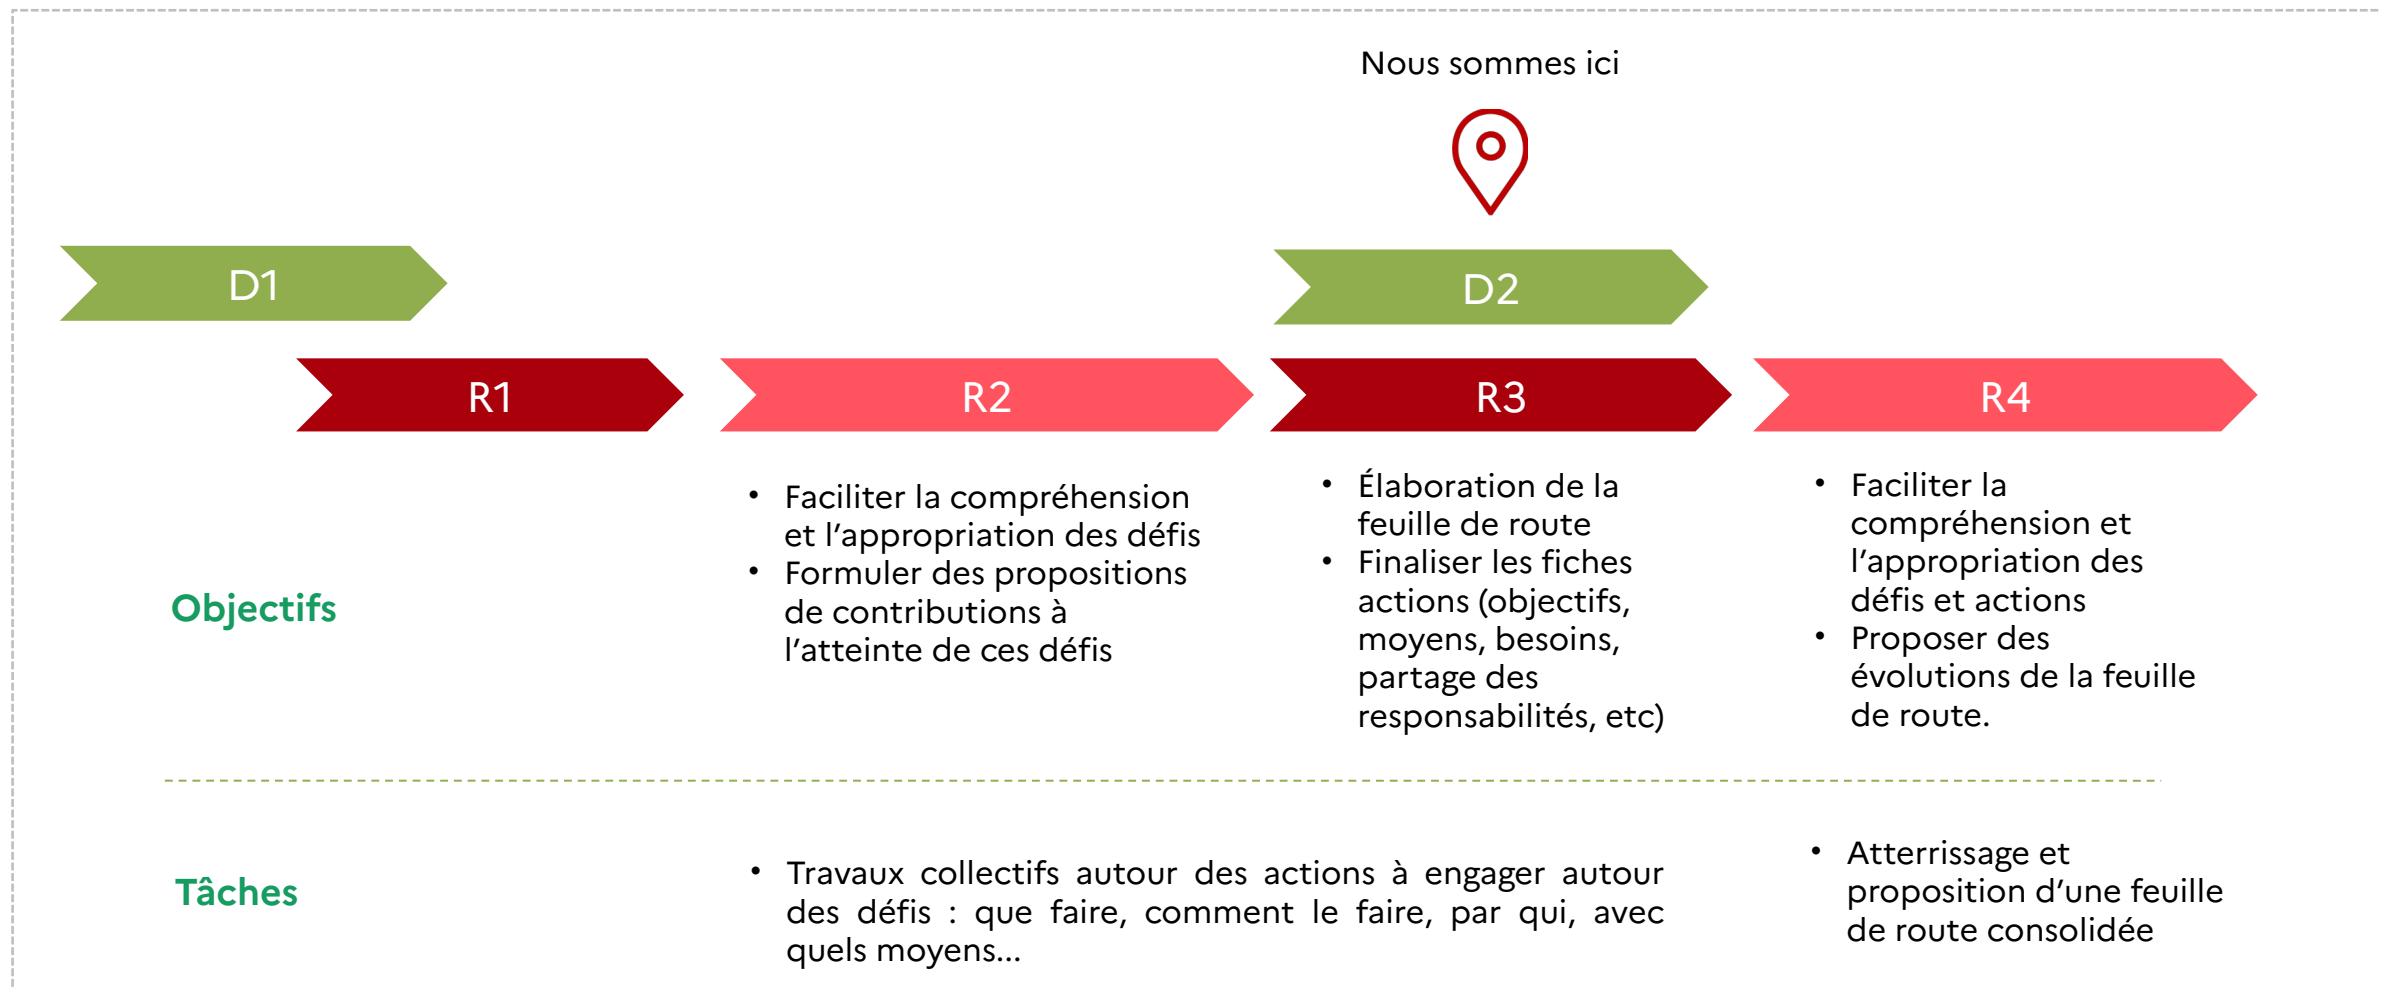 Nous sommes ici
D1
D2
R1
R2
R3
R4
Objectifs
• Faciliter la compréhension
et l’appropriation des défis
• Formuler des propositions
de contributions à
l’atteinte de ces défis
• Élaboration de la
feuille de route
• Finaliser les fiches
actions (objectifs,
moyens, besoins,
partage des
responsabilités, etc)
• Faciliter la
compréhension et
l’appropriation des
défis et actions
• Proposer des
évolutions de la feuille
de route.
Tâches
• Travaux collectifs autour des actions à engager autour
des défis : que faire, comment le faire, par qui, avec
quels moyens...
• Atterrissage et
proposition d’une feuille
de route consolidée